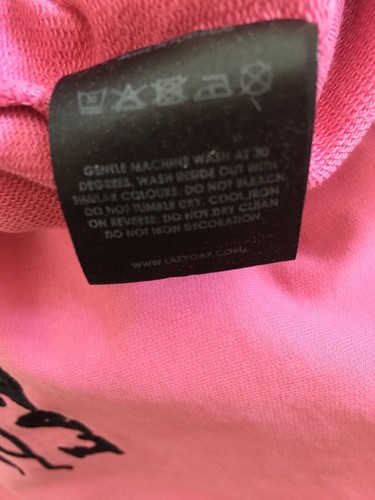 GENTLE MACHINE WASH AT 30
DEGREES. WASH INSIDE OUT WITH
SIMILAR COLOURS. DO NOT BLEACH.
DO NOT TUMBLE DRY. COOL IRON
ON REVERSE. DO NOT DRY CLEAN
DO NOT IRON DECORATION.
WWW.LAZYOAF.COM